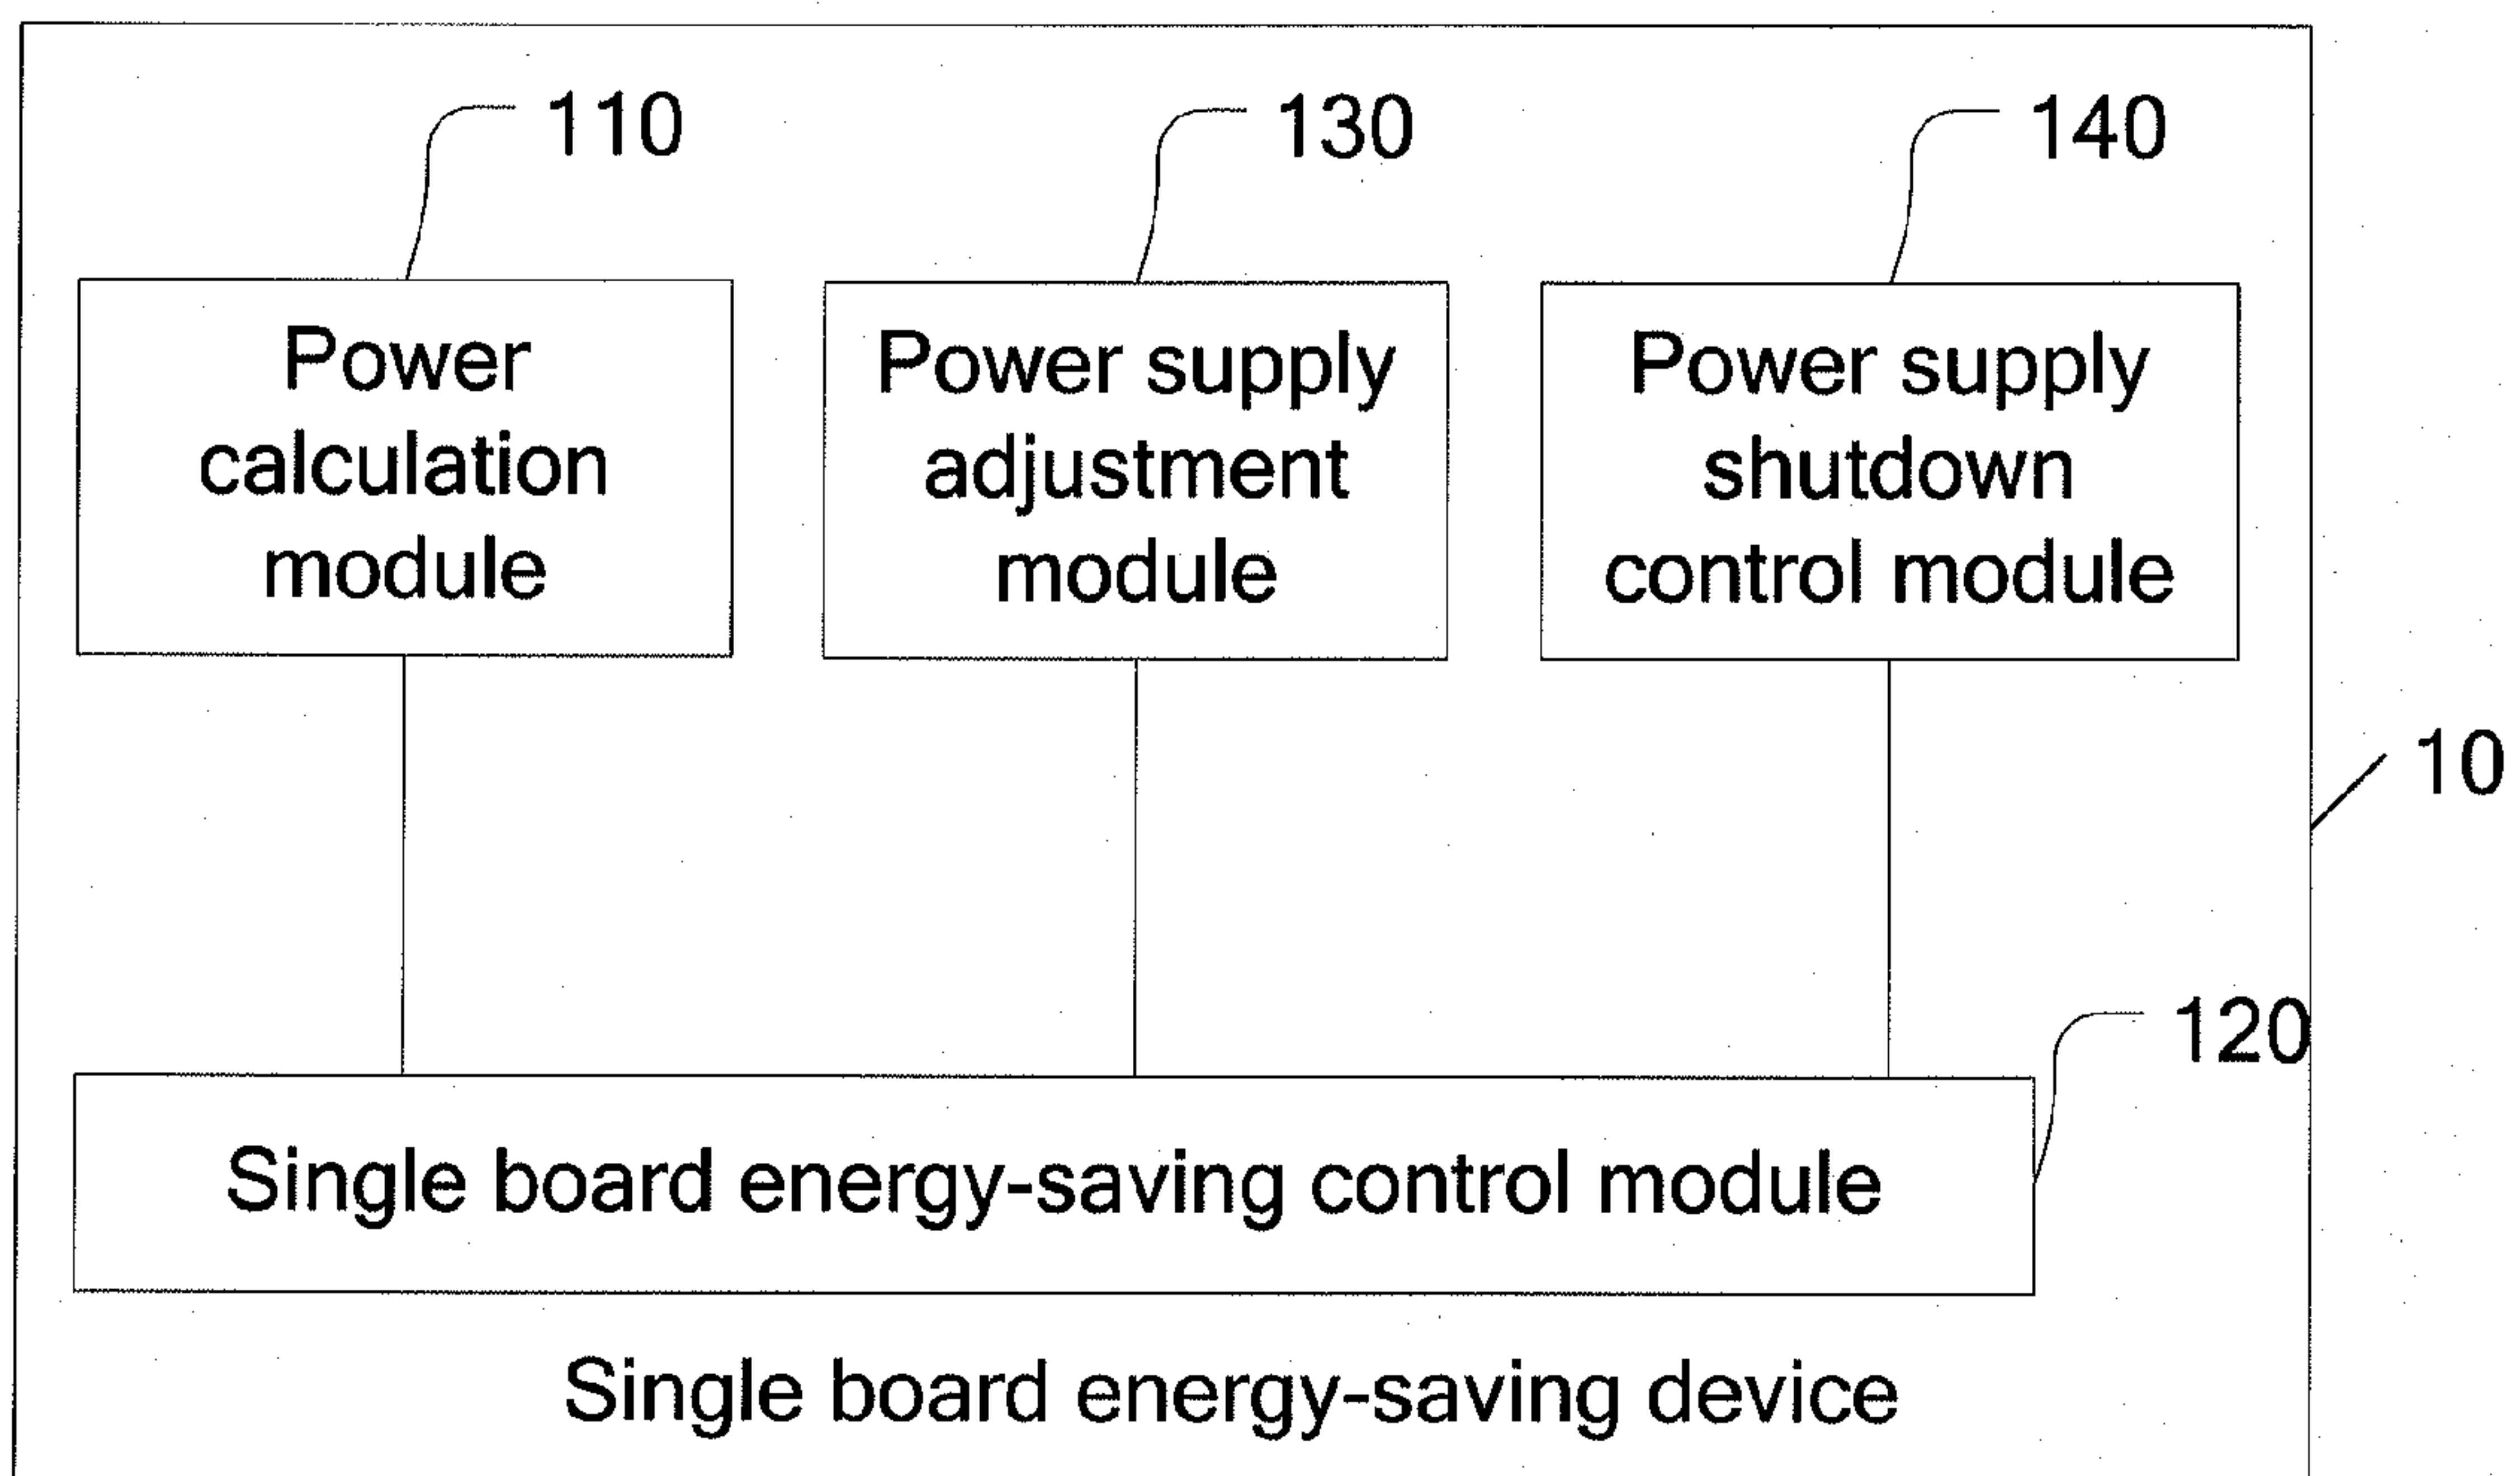 110
130
140
Power
calculation
module
Power supply
adjustment
module
Power supply
shutdown
control module
10
120
Single board energy-saving control module
Single board energy-saving device